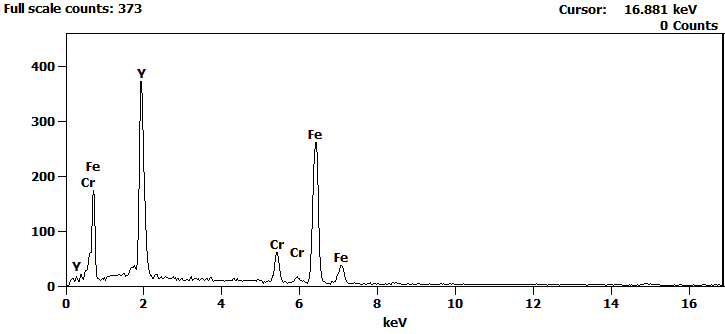 Full scale counts: 373
Cursor: 16.881 keV
0 Counts
400
Y
300
Fe
Fe
200
Cr
100
Cr
Cr
Fe
Y
0
0 2 4 6 8 10 12 14 16
keV